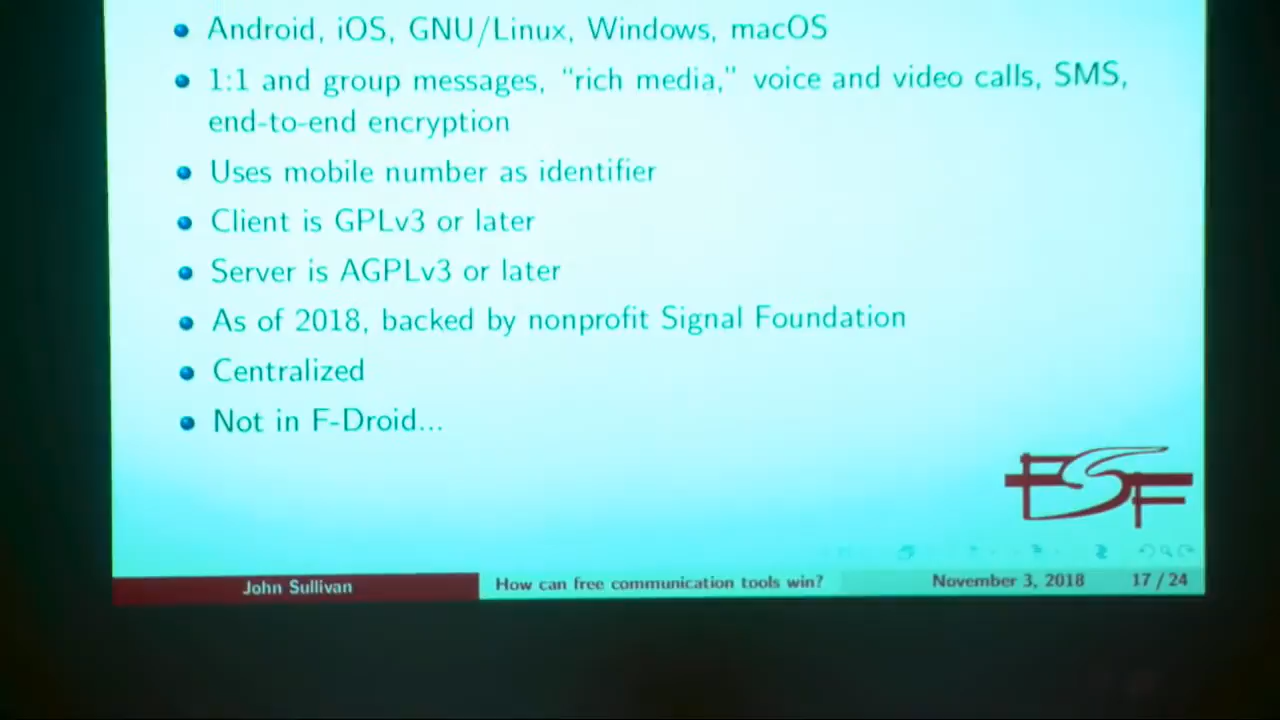 Android, iOS, GNU/Linux, Windows, macOS
1:1 and group messages, “rich media,” voice and video calls, SMS,
end-to-end encryption
Uses mobile number as identifier
Client is GPLv3 or later
Server is AGPLv3 or later
As of 2018, backed by nonprofit Signal Foundation
Centralized
Not in F-Droid...
FSF
John Sullivan How can free communication tools win? November 3, 2018 17 / 24